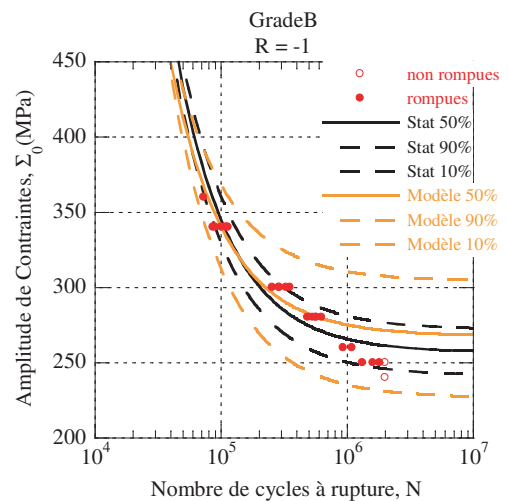 GradeB
R = -1
450
400
350
300
250
200
Amplitude de Contraintes, Σ0(MPa)
non rompues
rompues
Stat 50%
Stat 90%
Stat 10%
Modèle 50%
Modèle 90%
Modèle 10%
10^4 10^5 10^6 10^7
Nombre de cycles à rupture, N